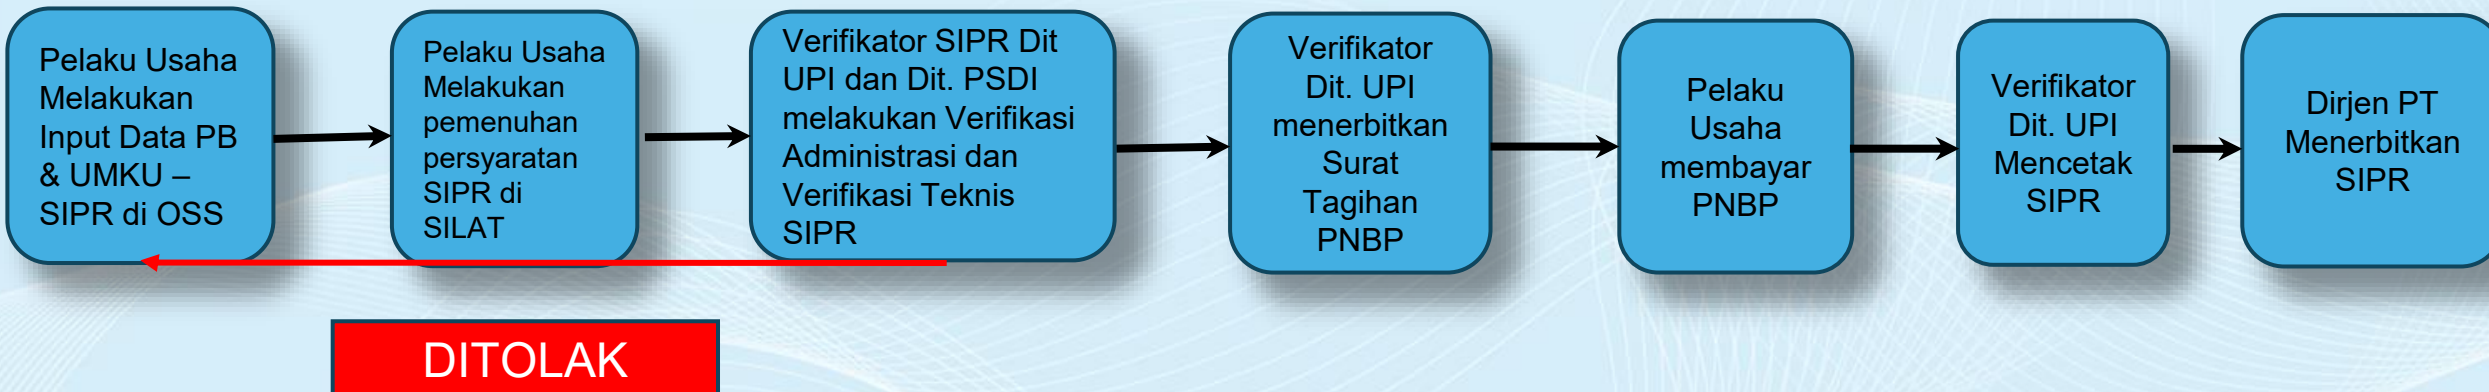 Pelaku Usaha
Melakukan
Input Data PB
& UMKU –
SIPR di OSS
Pelaku Usaha
Melakukan
pemenuhan
persyaratan
SIPR di
SILAT
Verifikator SIPR Dit
UPI dan Dit. PSDI
melakukan Verifikasi
Administrasi dan
Verifikasi Teknis
SIPR
Verifikator
Dit. UPI
menerbitkan
Surat
Tagihan
PNBP
Pelaku
Usaha
membayar
PNBP
Verifikator
Dit. UPI
Mencetak
SIPR
Dirjen PT
Menerbitkan
SIPR
DITOLAK